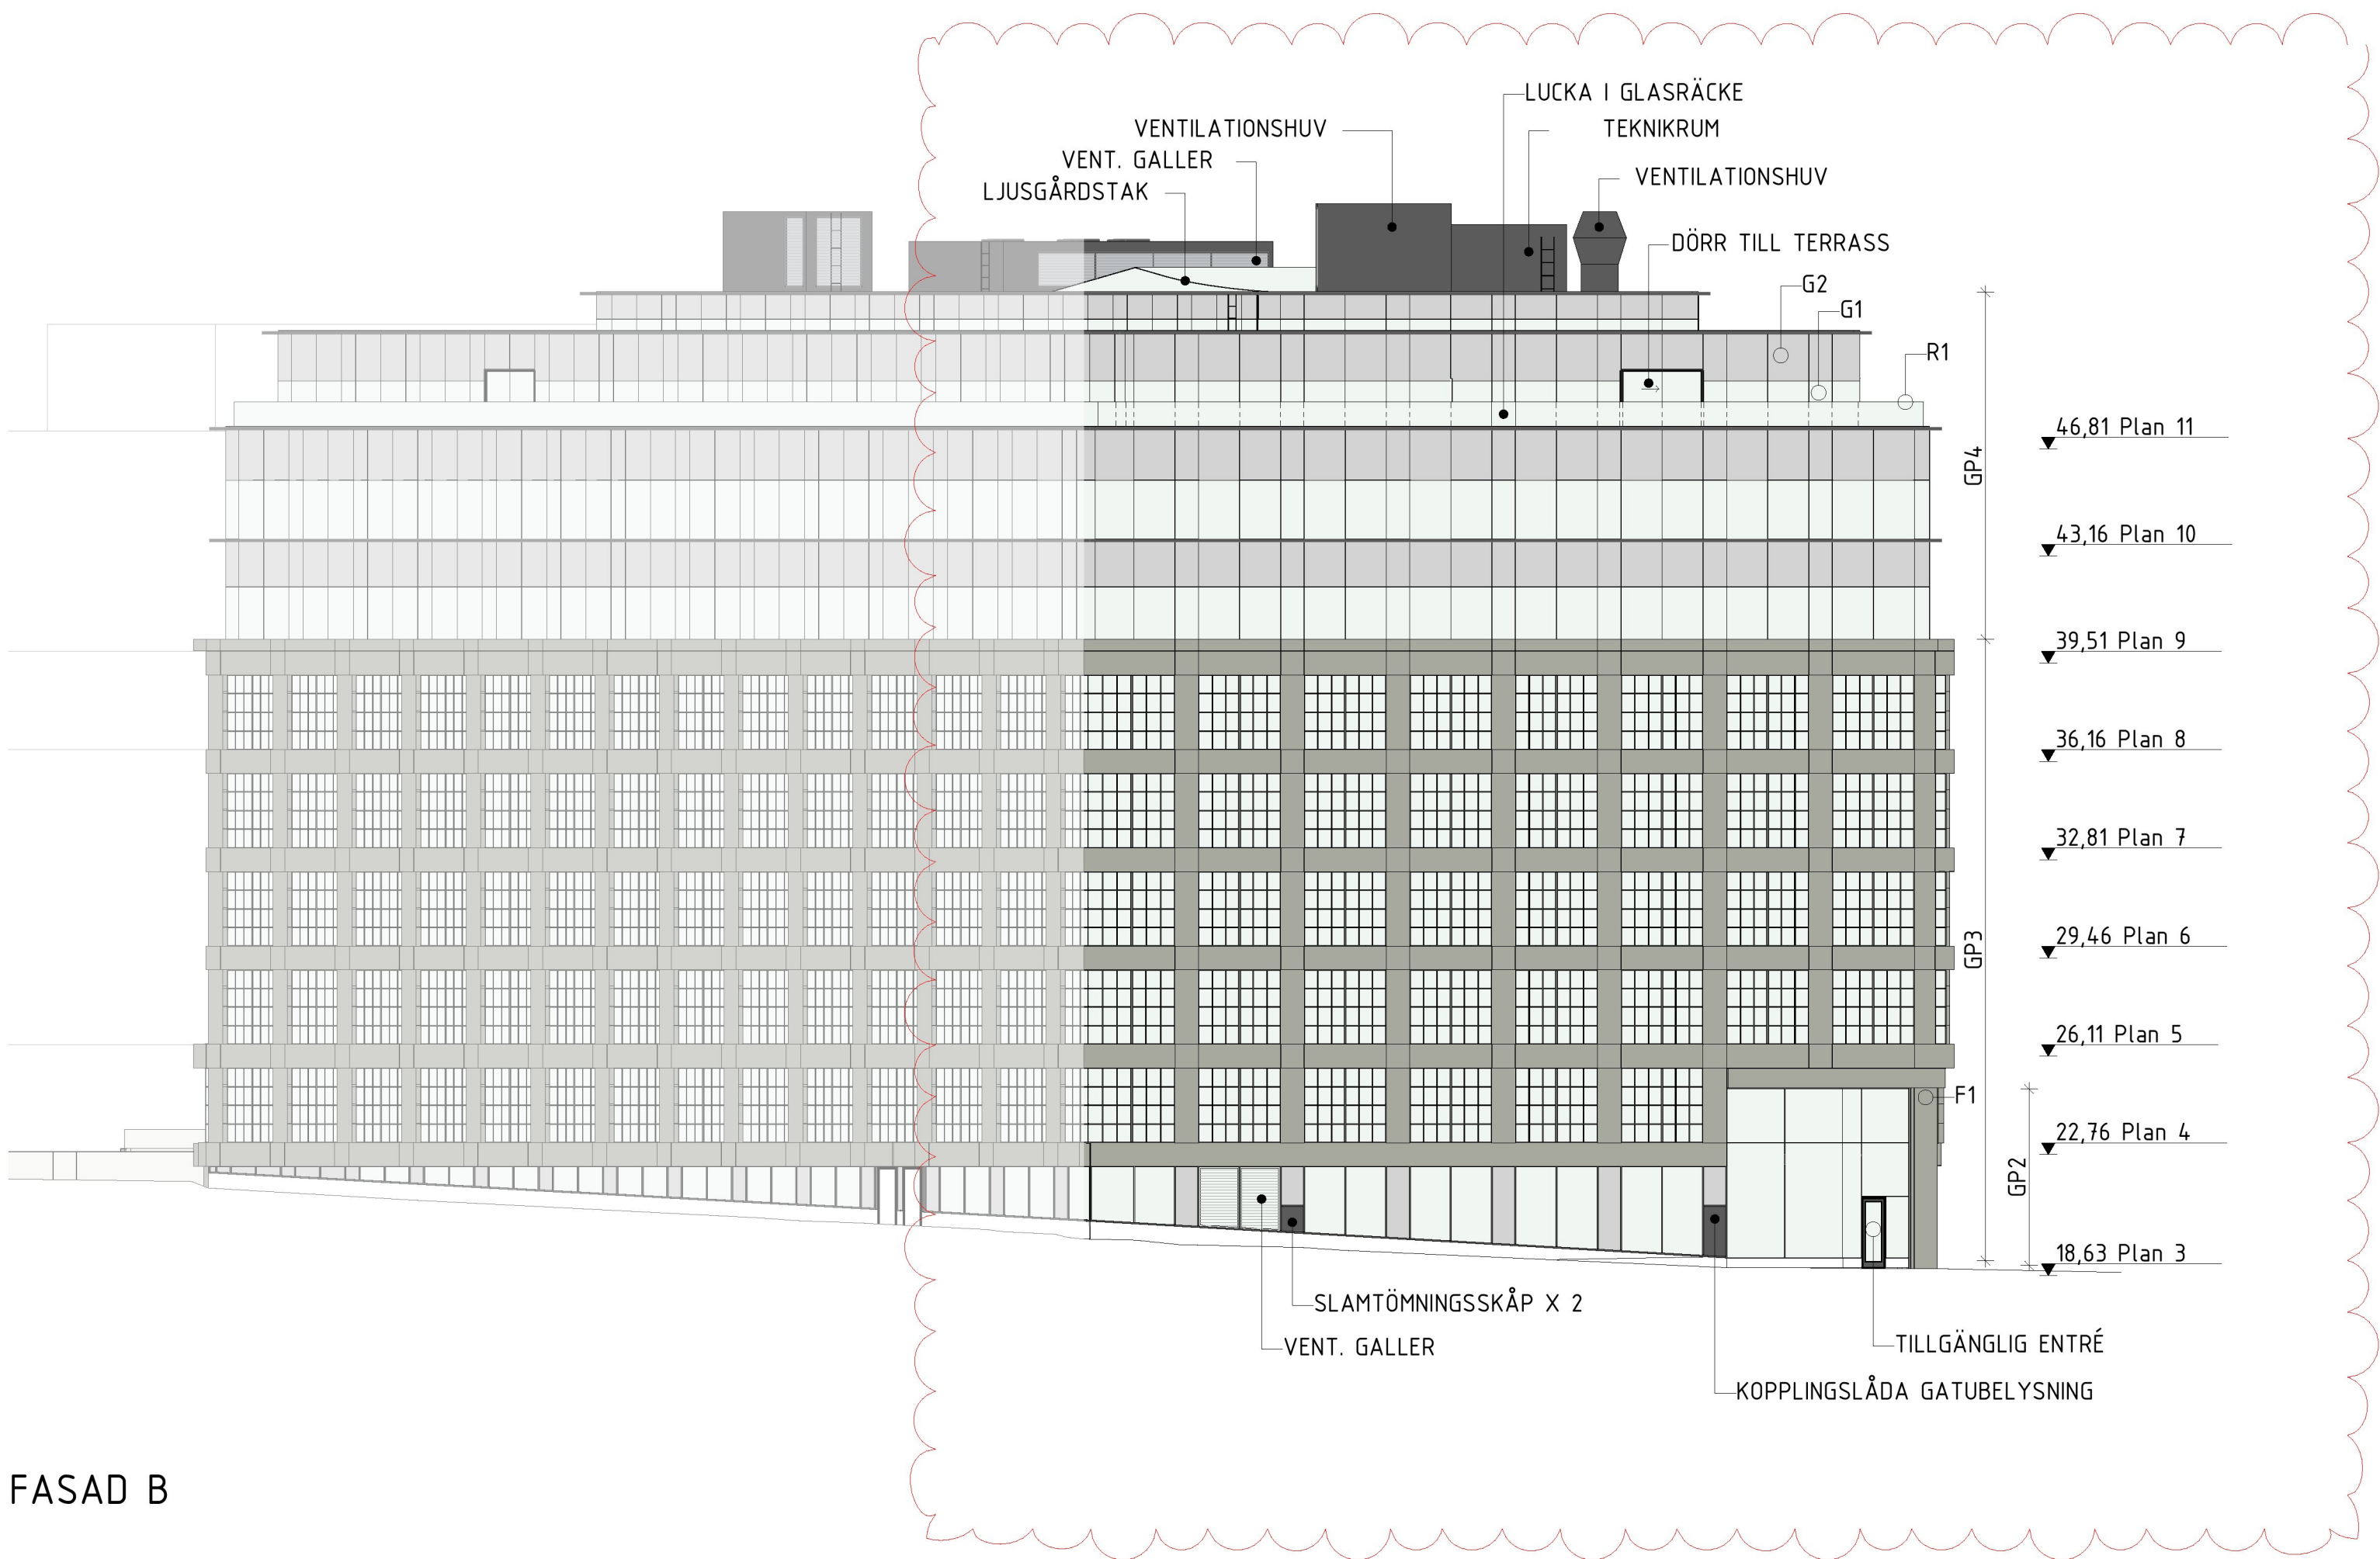 LUCKA I GLASRÄCKE
VENTILATIONSHUV
TEKNIKRUM
VENT. GALLER
LJUSGÅRDSTAK
VENTILATIONSHUV
DÖRR TILL TERRASS
G2
G1
R1
46,81 Plan 11
GP4
43,16 Plan 10
39,51 Plan 9
36,16 Plan 8
32,81 Plan 7
29,46 Plan 6
GP3
26,11 Plan 5
F1
22,76 Plan 4
GP2
18,63 Plan 3
SLAMTÖMNINGSSKÅP X 2
VENT. GALLER
TILLGÄNGLIG ENTRÉ
KOPPLINGSLÅDA GATUBELYSNING
FASAD B